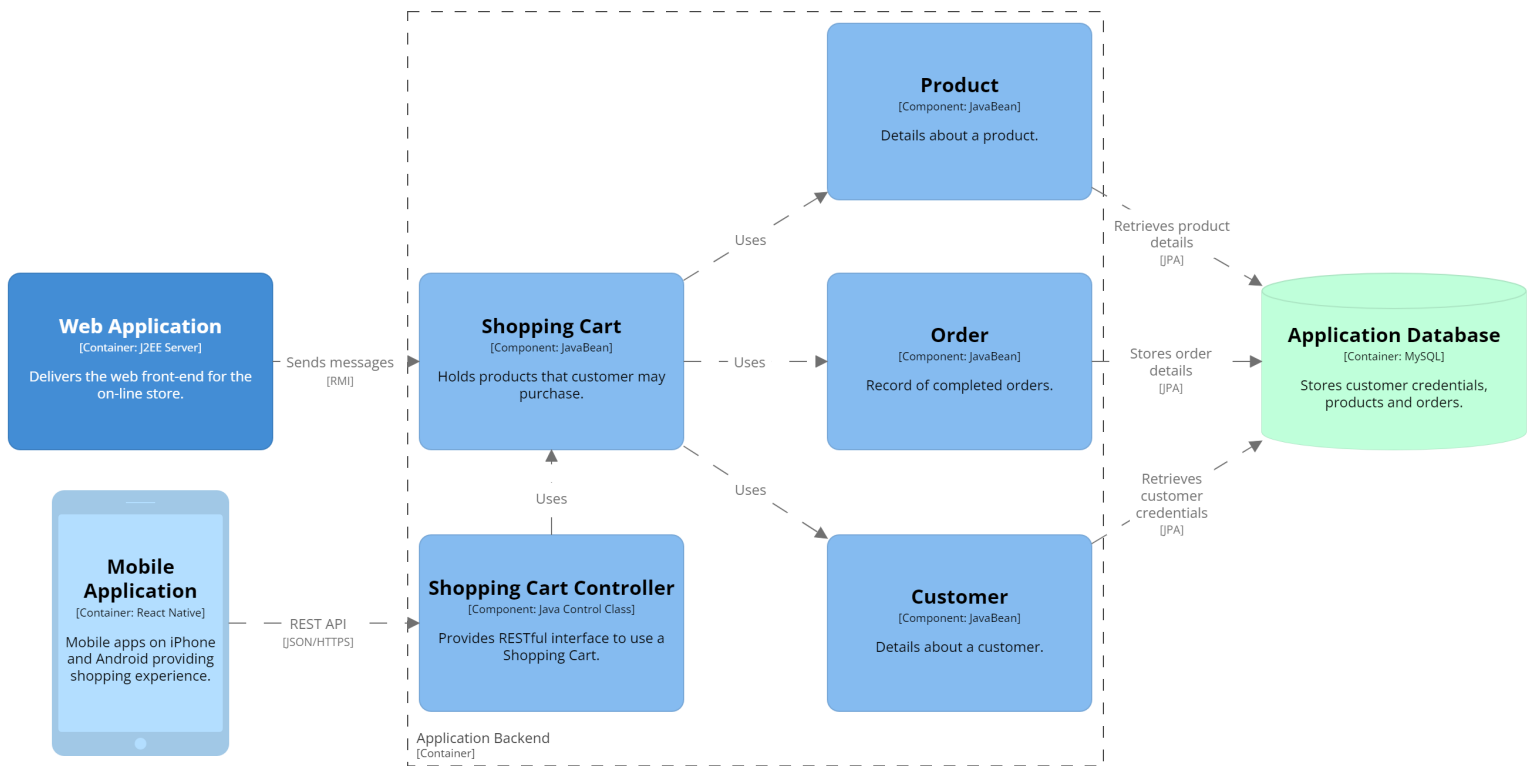 Product
[Component: JavaBean]
Details about a product.
Uses
Retrieves product
details
[JPA]
Web Application
[Container: J2EE Server]
Delivers the web front-end for the
on-line store.
Sends messages
[RMI]
Shopping Cart
[Component: JavaBean]
Holds products that customer may
purchase.
Uses
Order
[Component: JavaBean]
Record of completed orders.
Stores order
details
[JPA]
Application Database
[Container: MySQL]
Stores customer credentials,
products and orders.
Uses
Uses
Retrieves
customer
credentials
[JPA]
Mobile
Application
[Container: React Native]
Mobile apps on iPhone
and Android providing
shopping experience.
REST API
[JSON/HTTPS]
Shopping Cart Controller
[Component: Java Control Class]
Provides RESTful interface to use a
Shopping Cart.
Customer
[Component: JavaBean]
Details about a customer.
Application Backend
[Container]